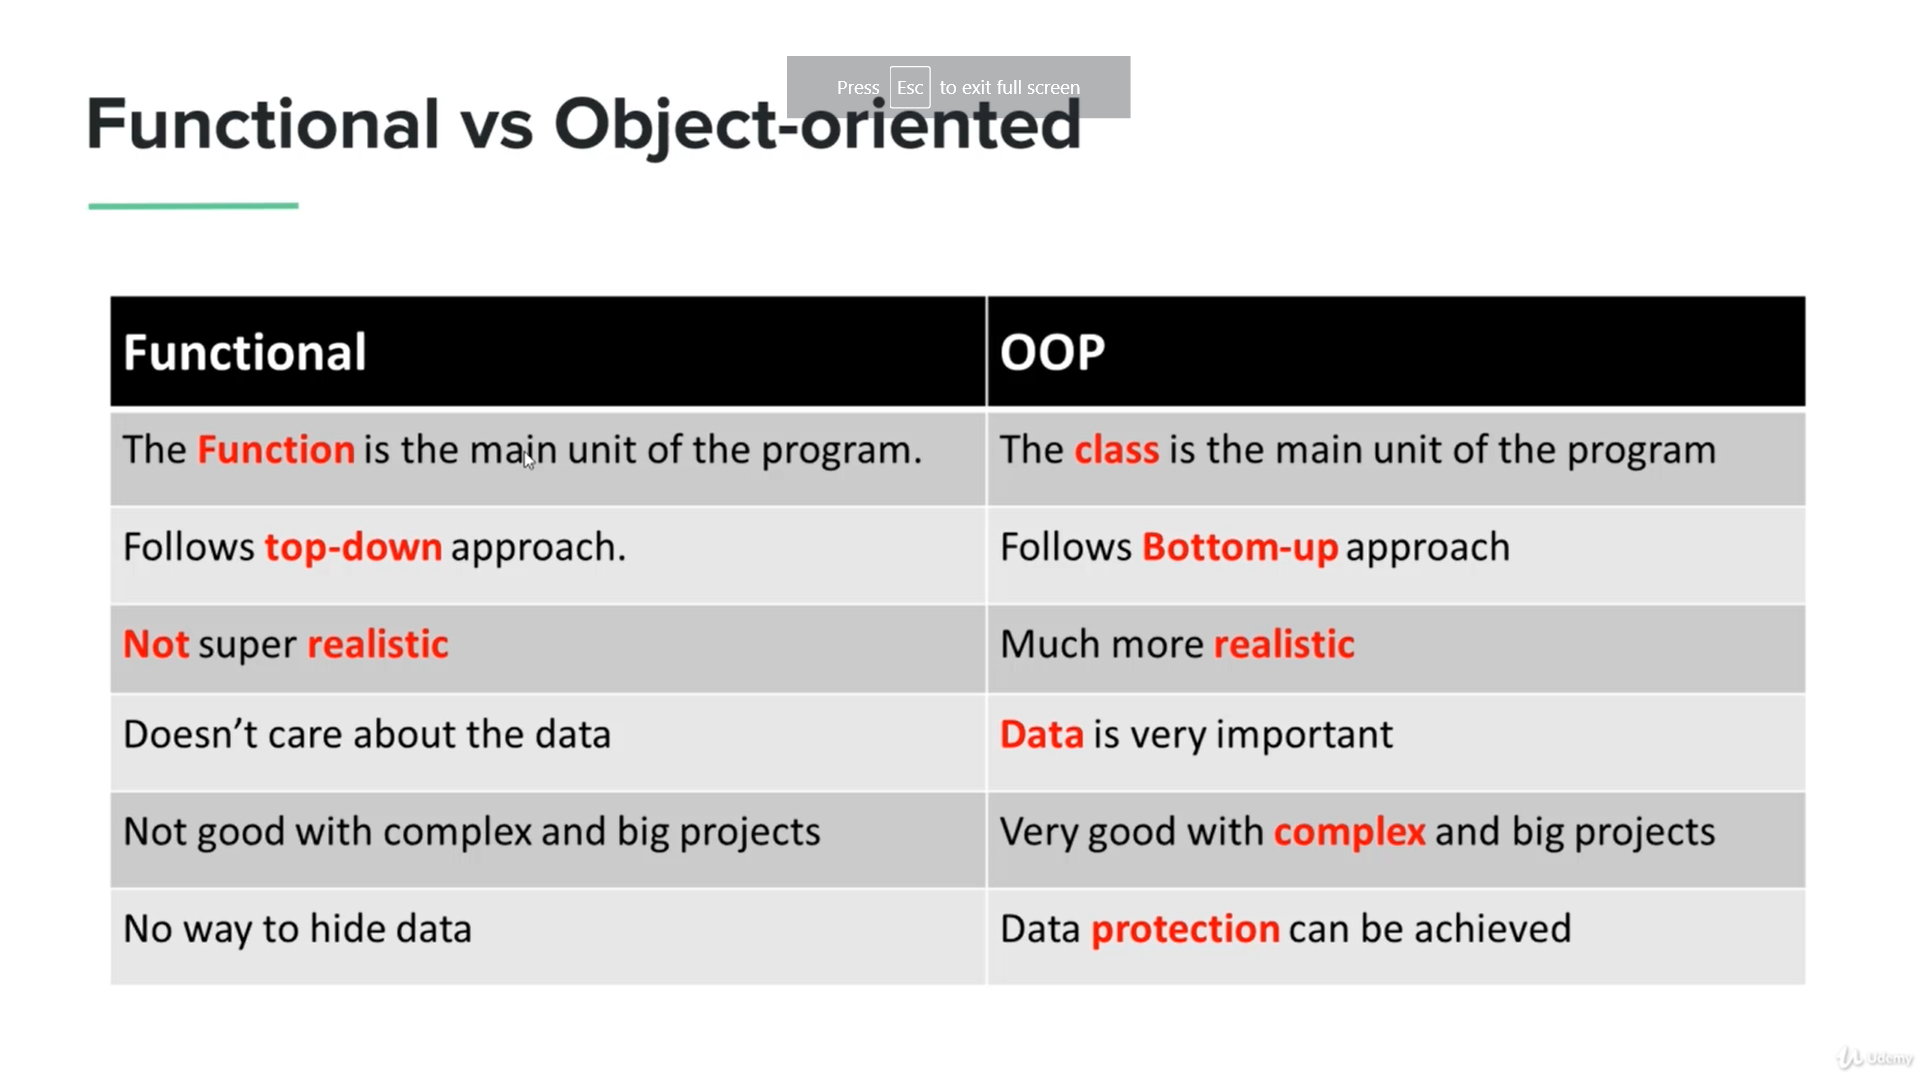 Press Esc to exit full screen
Functional vs Object-oriented
Functional OOP
The Function is the main unit of the program. The class is the main unit of the program
Follows top-down approach. Follows Bottom-up approach
Not super realistic Much more realistic
Doesn’t care about the data Data is very important
Not good with complex and big projects Very good with complex and big projects
No way to hide data Data protection can be achieved
Udemy